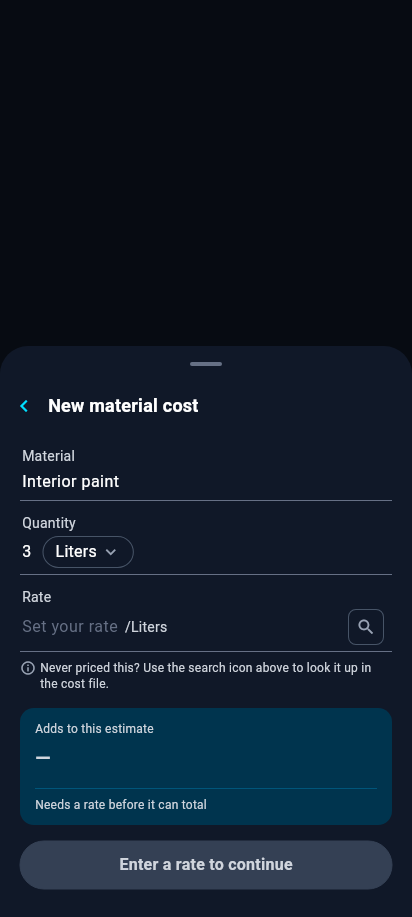 New material cost
Material
Interior paint
Quantity
3 Liters
Rate
Set your rate /Liters
Never priced this? Use the search icon above to look it up in
the cost file.
Adds to this estimate
—
Needs a rate before it can total
Enter a rate to continue